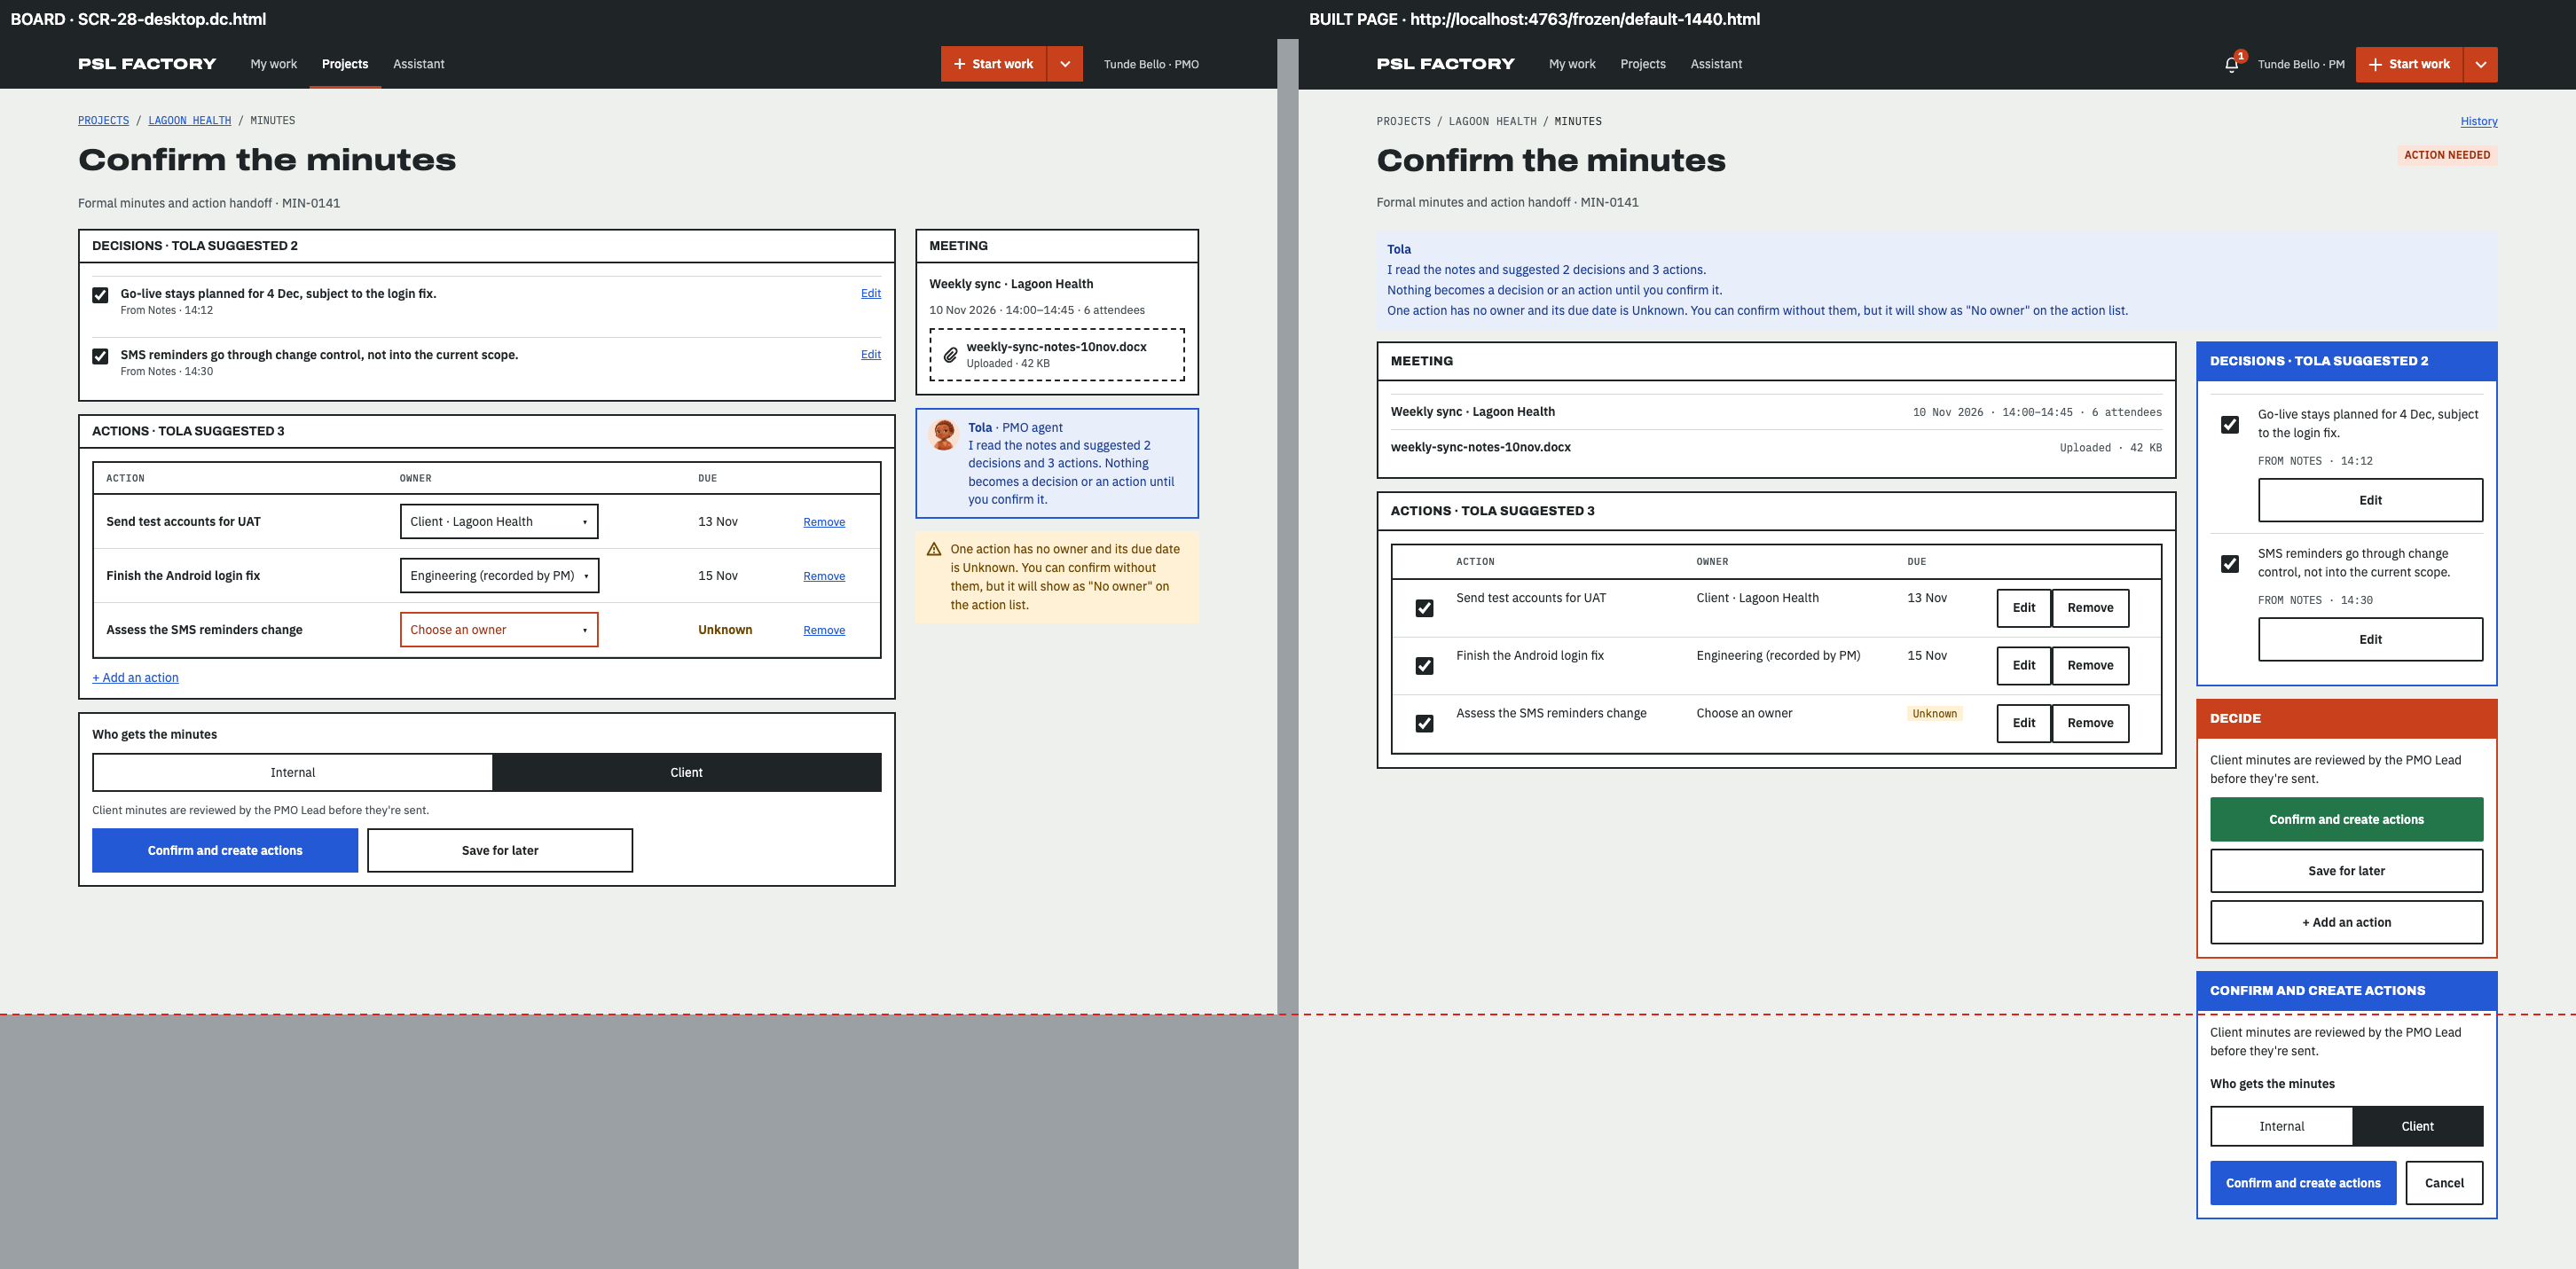 BOARD · SCR-28-desktop.dc.html
PSL FACTORY
My work
Projects
Assistant
+ Start work
Tunde Bello · PMO
PROJECTS / LAGOON HEALTH / MINUTES
Confirm the minutes
Formal minutes and action handoff · MIN-0141
DECISIONS · TOLA SUGGESTED 2
Go-live stays planned for 4 Dec, subject to the login fix.
Edit
From Notes · 14:12
SMS reminders go through change control, not into the current scope.
Edit
From Notes · 14:30
ACTIONS · TOLA SUGGESTED 3
ACTION OWNER DUE
Send test accounts for UAT
Client · Lagoon Health
13 Nov
Remove
Finish the Android login fix
Engineering (recorded by PM)
15 Nov
Remove
Assess the SMS reminders change
Choose an owner
Unknown
Remove
+ Add an action
Who gets the minutes
Internal
Client
Client minutes are reviewed by the PMO Lead before they're sent.
Confirm and create actions
Save for later
MEETING
Weekly sync · Lagoon Health
10 Nov 2026 · 14:00–14:45 · 6 attendees
weekly-sync-notes-10nov.docx
Uploaded · 42 KB
Tola · PMO agent
I read the notes and suggested 2
decisions and 3 actions. Nothing
becomes a decision or an action until
you confirm it.
One action has no owner and its due date
is Unknown. You can confirm without
them, but it will show as "No owner" on
the action list.
BUILT PAGE · http://localhost:4763/frozen/default-1440.html
PSL FACTORY
My work
Projects
Assistant
1
Tunde Bello · PM
+ Start work
PROJECTS / LAGOON HEALTH / MINUTES
History
Confirm the minutes
ACTION NEEDED
Formal minutes and action handoff · MIN-0141
Tola
I read the notes and suggested 2 decisions and 3 actions.
Nothing becomes a decision or an action until you confirm it.
One action has no owner and its due date is Unknown. You can confirm without them, but it will show as "No owner" on the action list.
MEETING
Weekly sync · Lagoon Health
10 Nov 2026 · 14:00–14:45 · 6 attendees
weekly-sync-notes-10nov.docx
Uploaded · 42 KB
ACTIONS · TOLA SUGGESTED 3
ACTION OWNER DUE
Send test accounts for UAT
Client · Lagoon Health
13 Nov
Edit
Remove
Finish the Android login fix
Engineering (recorded by PM)
15 Nov
Edit
Remove
Assess the SMS reminders change
Choose an owner
Unknown
Edit
Remove
DECISIONS · TOLA SUGGESTED 2
Go-live stays planned for 4 Dec, subject
to the login fix.
FROM NOTES · 14:12
Edit
SMS reminders go through change
control, not into the current scope.
FROM NOTES · 14:30
Edit
DECIDE
Client minutes are reviewed by the PMO Lead
before they're sent.
Confirm and create actions
Save for later
+ Add an action
CONFIRM AND CREATE ACTIONS
Client minutes are reviewed by the PMO Lead
before they're sent.
Who gets the minutes
Internal
Client
Confirm and create actions
Cancel